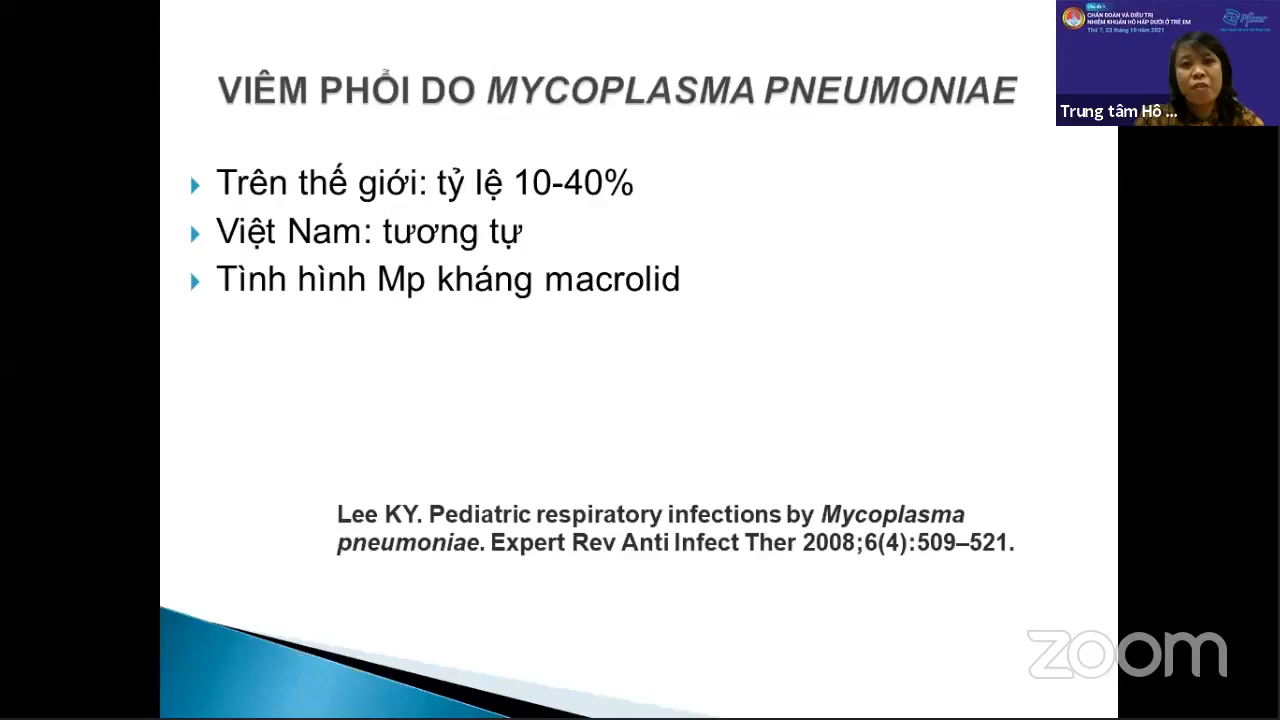 VIÊM PHỔI DO MYCOPLASMA PNEUMONIAE
Trên thế giới: tỷ lệ 10-40%
Việt Nam: tương tự
Tình hình Mp kháng macrolid
Lee KY. Pediatric respiratory infections by Mycoplasma
pneumoniae. Expert Rev Anti Infect Ther 2008;6(4):509–521.
CHẨN ĐOÁN VÀ ĐIỀU TRỊ
NHIỄM KHUẨN HÔ HẤP DƯỚI Ở TRẺ EM
Thứ 7, 23 tháng 10 năm 2021
Pfizer
Trung tâm Hô ...
zoom